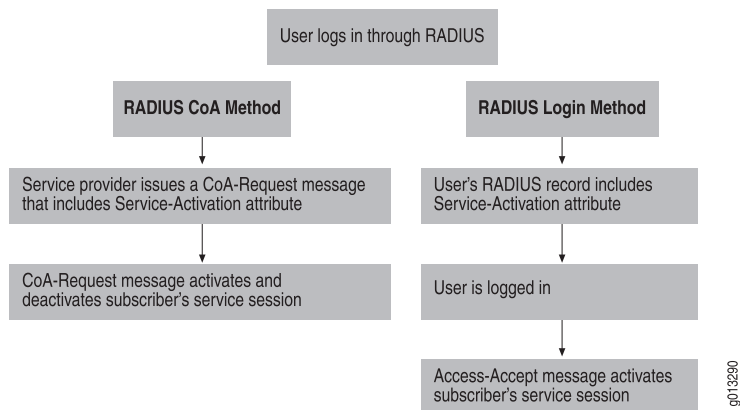 User logs in through RADIUS
RADIUS CoA Method
Service provider issues a CoA-Request message
that includes Service-Activation attribute
CoA-Request message activates and
deactivates subscriber's service session
RADIUS Login Method
User's RADIUS record includes
Service-Activation attribute
User is logged in
Access-Accept message activates
subscriber's service session
g013290